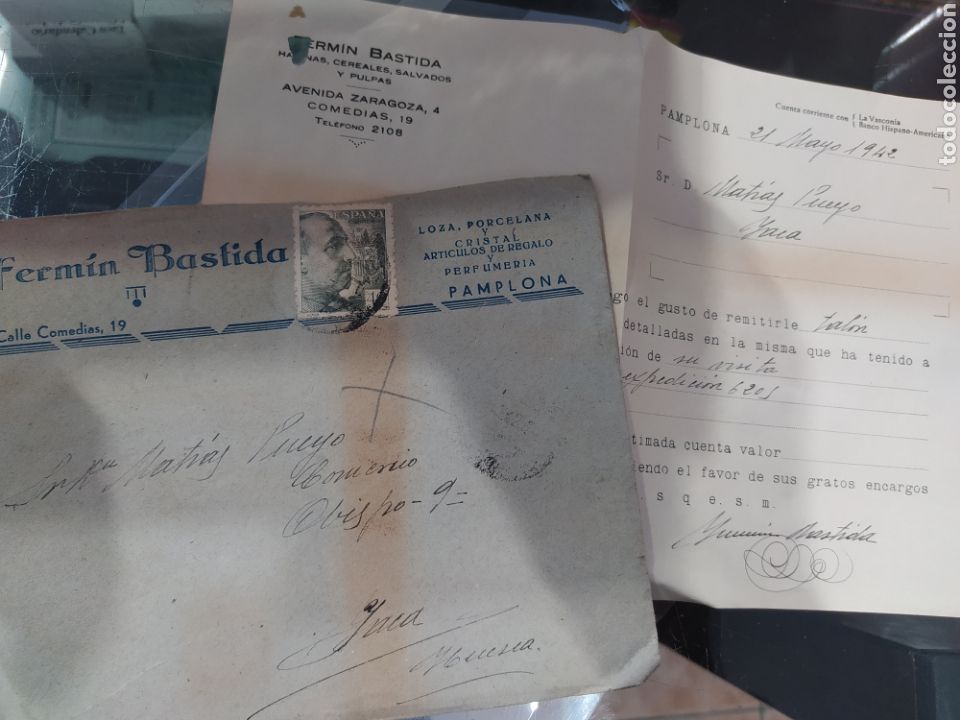 FERMÍN BASTIDA
HARINAS, CEREALES, SALVADOS
Y PULPAS
AVENIDA ZARAGOZA, 4
COMEDIAS, 19
TELÉFONO 2108
Cuenta corriente con { La Vasconia
Banco Hispano-American
PAMPLONA 21 Mayo 1942
Sr. D Matías Pueyo
Jaca
go el gusto de remitirle talón
detalladas en la misma que ha tenido a
ión de su visita
expedición 6205
timada cuenta valor
endo el favor de sus gratos encargos
s q e. s. m.
Fermín Bastida
Fermín Bastida
Calle Comedias, 19
ESPAÑA
LOZA, PORCELANA
Y
CRISTAL
ARTICULOS DE REGALO
Y
PERFUMERIA
PAMPLONA
Matías Pueyo
Comercio
Obispo - 9 =
Jaca
Huesca.
todocoleccion